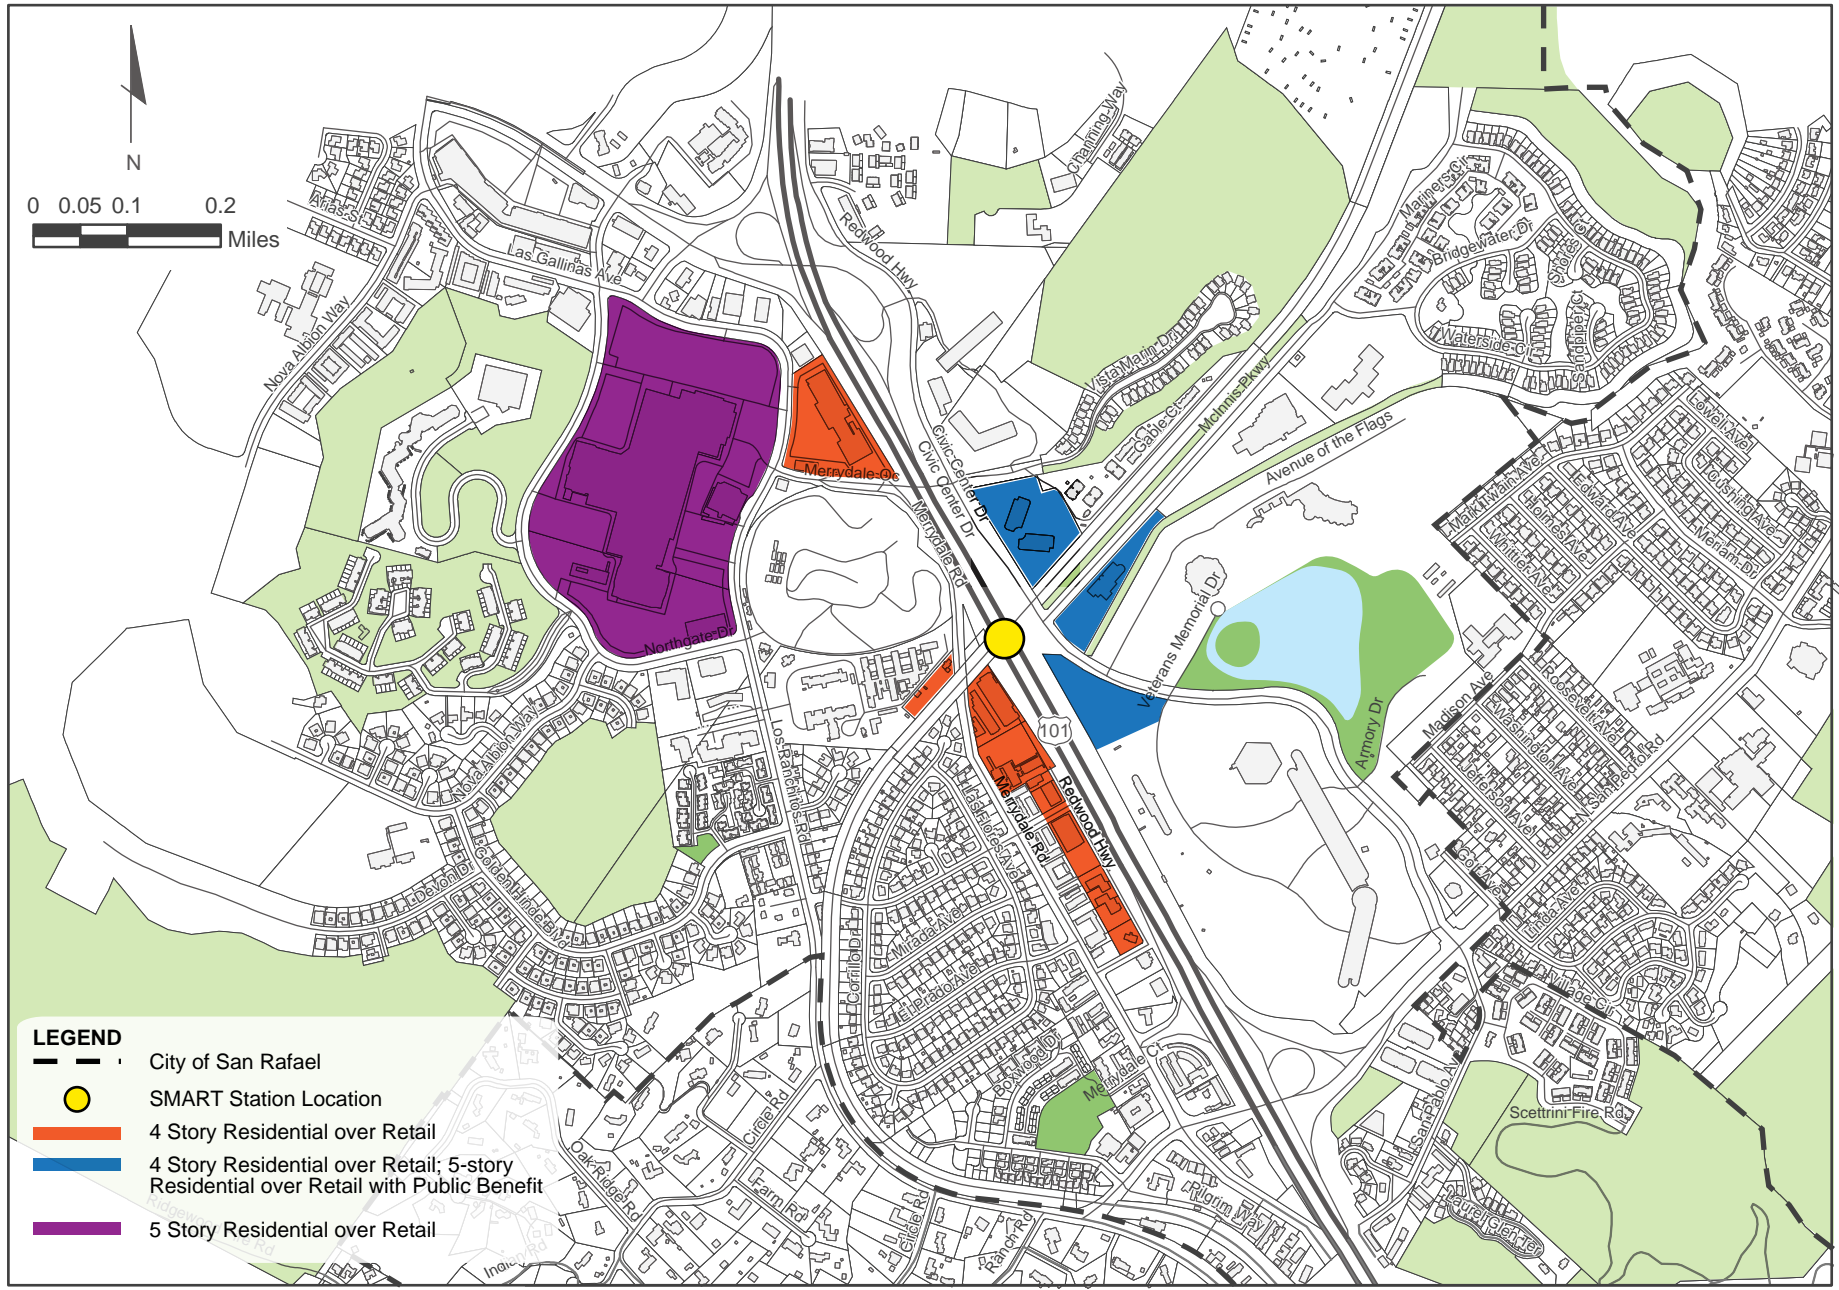 N
0 0.05 0.1 0.2
Miles
Arias St
Las Gallinas Ave
Nova Albion Way
Redwood Hwy
Channing Way
Mariners Cir
Bridgewater Dr
Shores Ct
Sandpiper Ct
Waterside Cir
Vista Marin Dr
Gable Ct
McInnis Pkwy
Avenue of the Flags
Civic Center Dr
Civic Center Dr
Merrydale Oc
Merrydale Rd
Northgate Dr
Lowell Ave
Cushing Ave
Mark Twain Ave
Edward Ave
Holmes Ave
Meriam Dr
Whittier Ave
Veterans Memorial Dr
Armory Dr
Madison Ave
Roosevelt Ave
Washington Ave
Jefferson Ave
N San Pedro Rd
Golf Ave
Linda Ave
Village Cir
101
Redwood Hwy
Merrydale Rd
Las Flores Ave
Los Ranchitos Rd
Nova Albion Way
Devon Dr
Golden Hinde Blvd
Mirada Ave
El Prado Ave
Corrillo Dr
Boxwood Dr
Merrydale Ct
San Pablo Ave
Scettrini Fire Rd
Laurel Glen Ter
Pilgrim Way
Ranch Rd
Circle Rd
Circle Rd
Farm Rd
Oak Ridge Rd
Indian Rd
Ridgewood Fire Rd
LEGEND
City of San Rafael
SMART Station Location
4 Story Residential over Retail
4 Story Residential over Retail; 5-story
Residential over Retail with Public Benefit
5 Story Residential over Retail